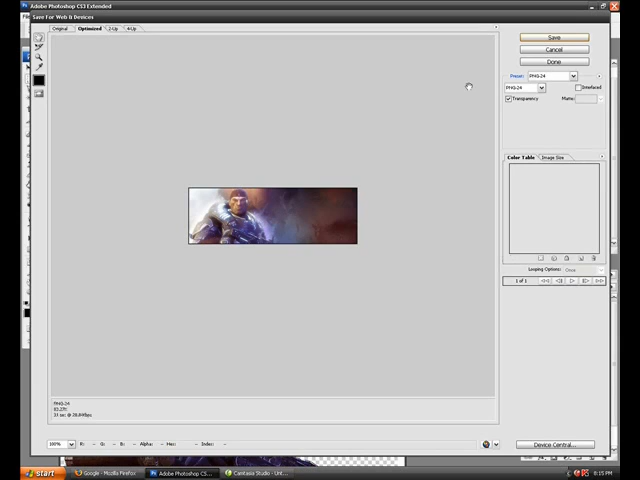 Adobe Photoshop CS3 Extended
Save For Web & Devices
Original Optimized 2-Up 4-Up
Save
Cancel
Done
Preset: PNG-24
PNG-24 Interlaced
Transparency Matte:
Color Table Image Size
Looping Options: Once
1 of 1
PNG-24
100% R: -- G: -- B: -- Alpha: -- Hex: -- Index: --
Device Central...
start Google - Mozilla Firefox Adobe Photoshop CS... Camtasia Studio - Unt... 8:15 PM